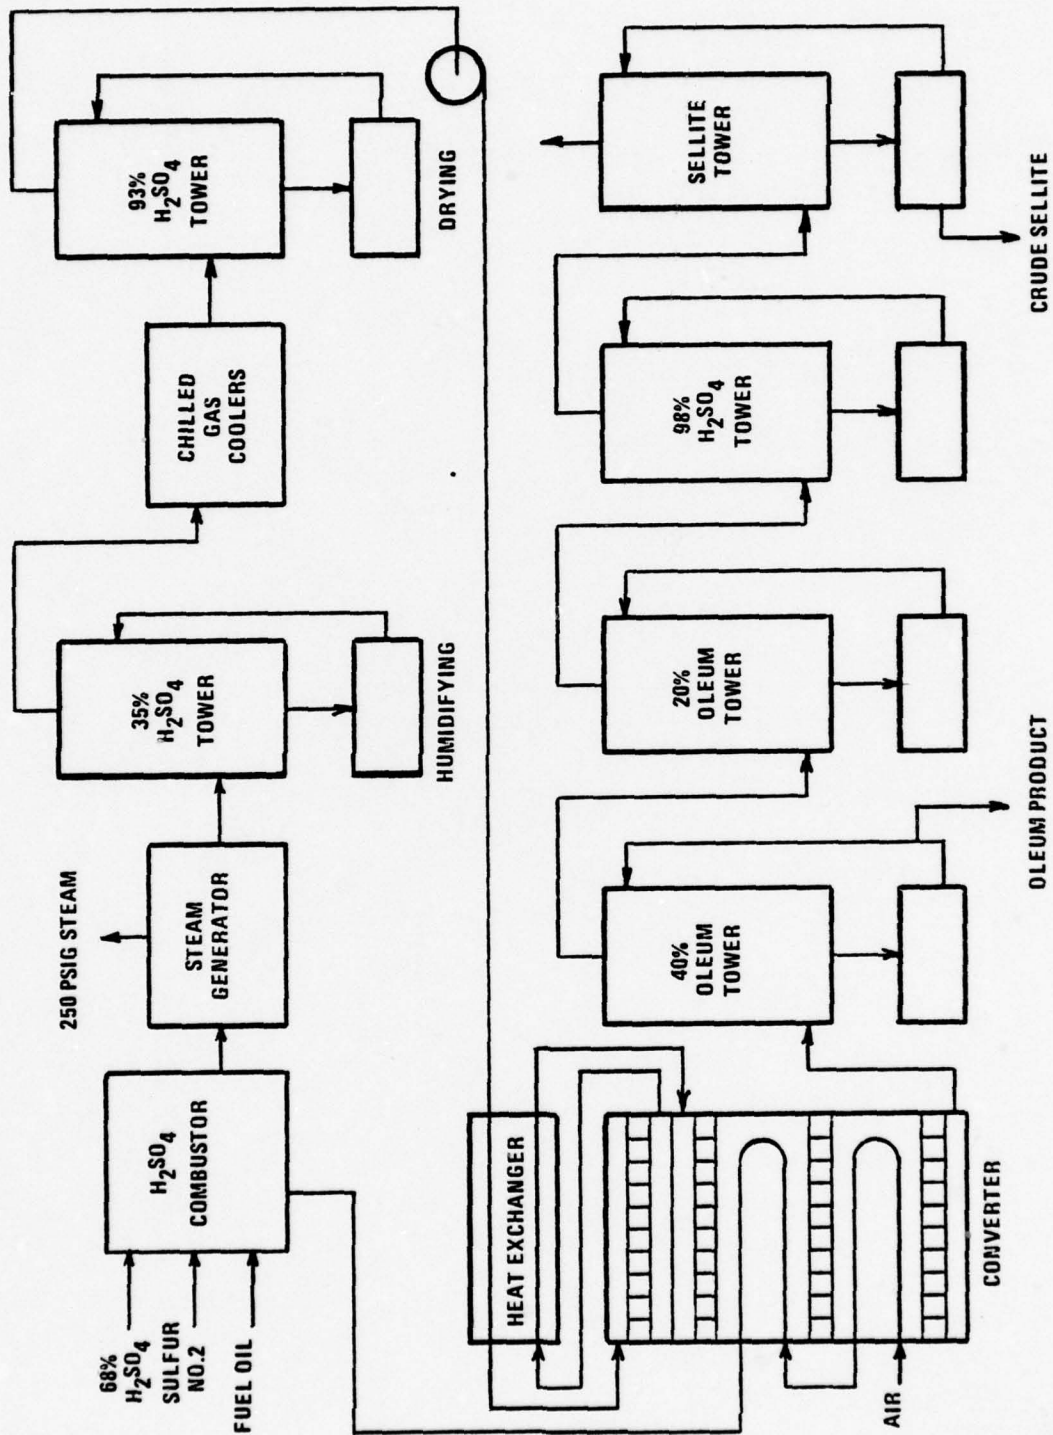 68%
H2SO4
SULFUR
NO.2
FUEL OIL
H2SO4
COMBUSTOR
250 PSIG STEAM
STEAM
GENERATOR
35%
H2SO4
TOWER
HUMIDIFYING
CHILLED
GAS
COOLERS
93%
H2SO4
TOWER
DRYING
HEAT EXCHANGER
AIR
CONVERTER
40%
OLEUM
TOWER
OLEUM PRODUCT
20%
OLEUM
TOWER
98%
H2SO4
TOWER
SELLITE
TOWER
CRUDE SELLITE